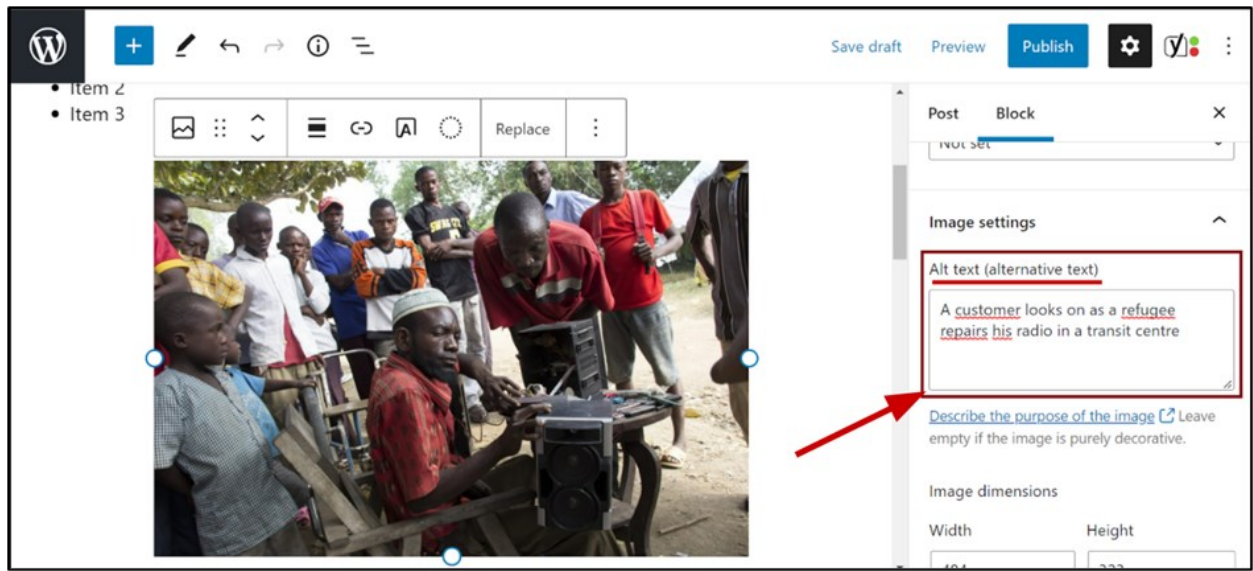 Save draft Preview Publish
Item 2
Item 3
Replace
Post Block
Not set
Image settings
Alt text (alternative text)
A customer looks on as a refugee
repairs his radio in a transit centre
Describe the purpose of the image Leave
empty if the image is purely decorative.
Image dimensions
Width Height